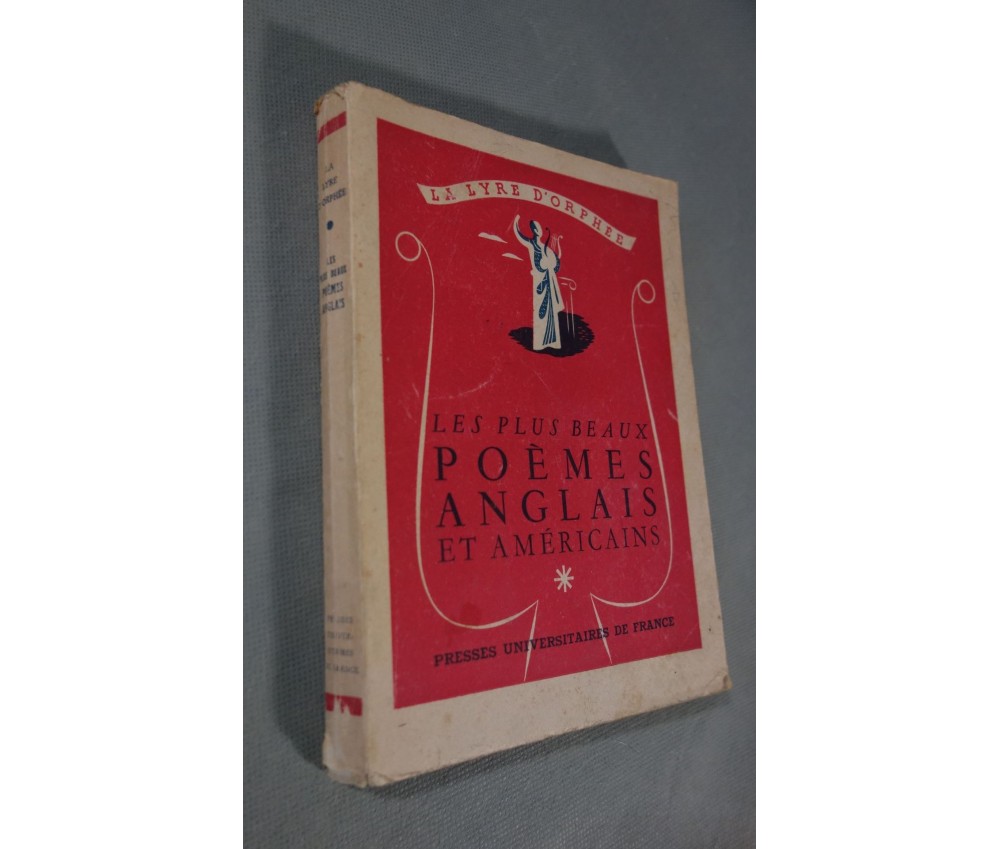 LA LYRE D'ORPHÉE
LES PLUS BEAUX
POÈMES
ANGLAIS
ET AMÉRICAINS
PRESSES UNIVERSITAIRES DE FRANCE
LA
LYRE
D'ORPHÉE
LES
PLUS BEAUX
POÈMES
ANGLAIS